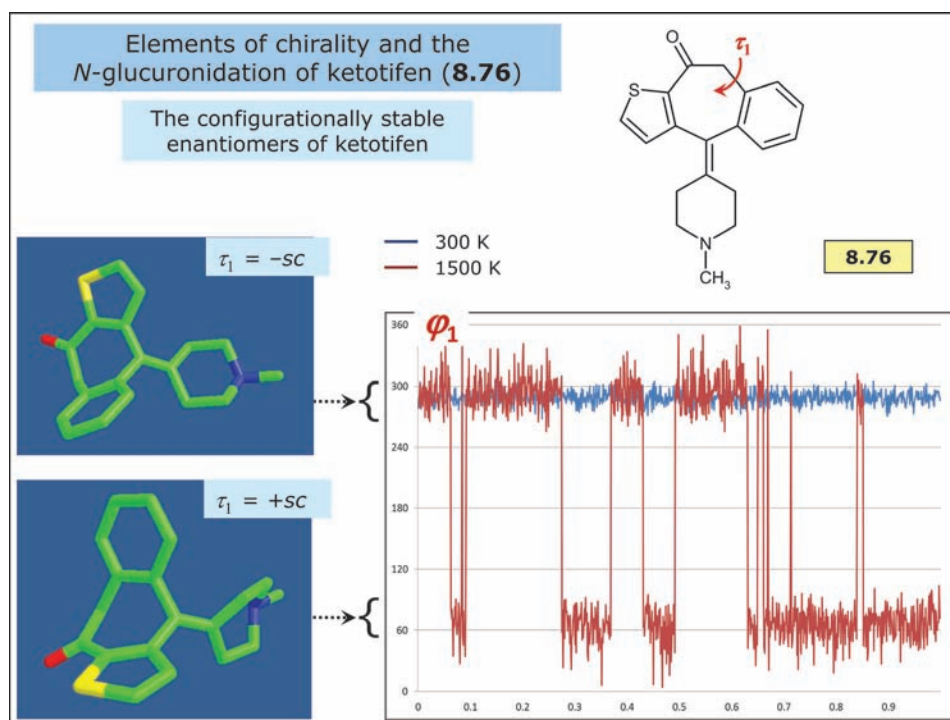 Elements of chirality and the
N-glucuronidation of ketotifen (8.76)
The configurationally stable
enantiomers of ketotifen
O
τ1
S
N
CH3
8.76
300 K
1500 K
τ1 = –sc
τ1 = +sc
φ1
360
300
240
180
120
60
0
0 0.1 0.2 0.3 0.4 0.5 0.6 0.7 0.8 0.9